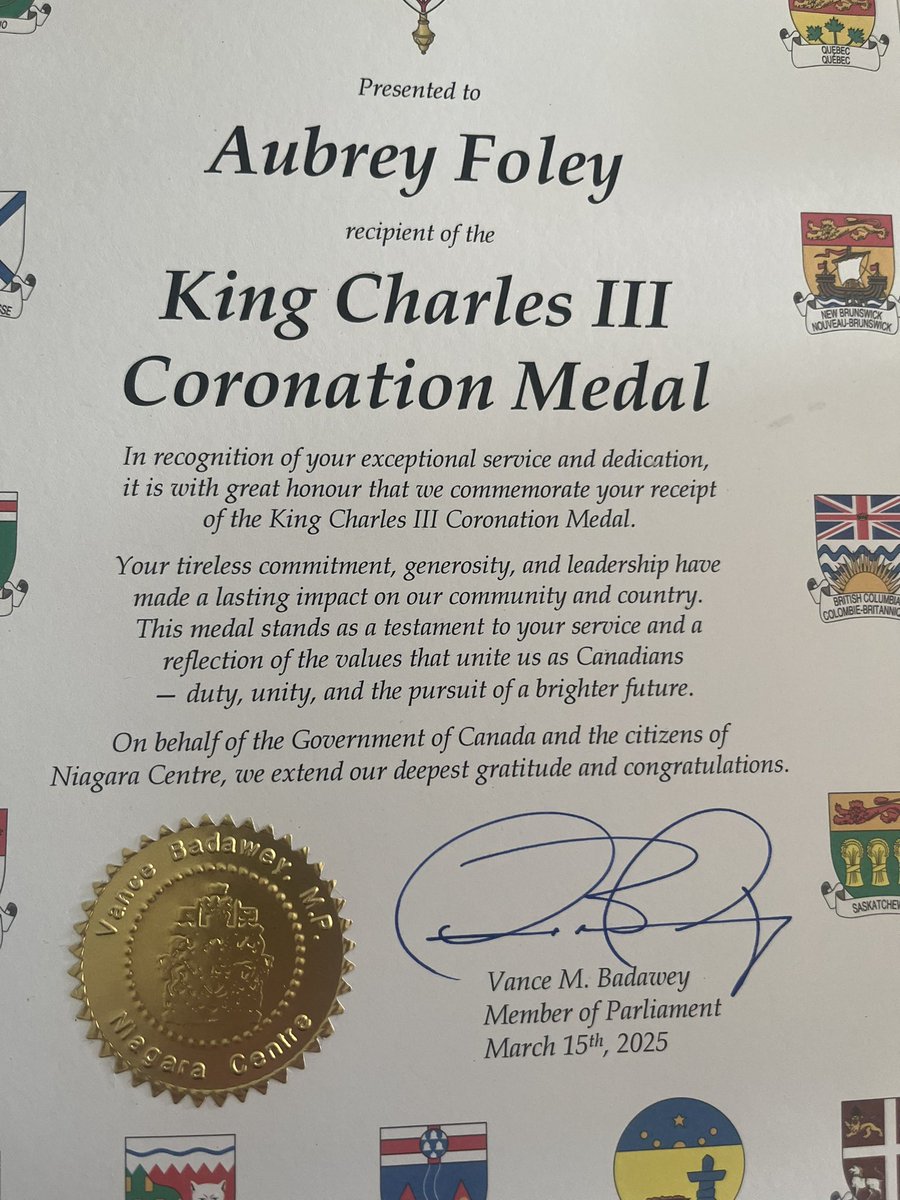 QUEBEC
QUÉBEC
Presented to
Aubrey Foley
recipient of the
King Charles III
Coronation Medal
NEW BRUNSWICK
NOUVEAU-BRUNSWICK
In recognition of your exceptional service and dedication,
it is with great honour that we commemorate your receipt
of the King Charles III Coronation Medal.
BRITISH COLUMBIA
COLOMBIE-BRITANNIQ
Your tireless commitment, generosity, and leadership have
made a lasting impact on our community and country.
This medal stands as a testament to your service and a
reflection of the values that unite us as Canadians
— duty, unity, and the pursuit of a brighter future.
On behalf of the Government of Canada and the citizens of
Niagara Centre, we extend our deepest gratitude and congratulations.
Vance Badawey, M.P.
Niagara Centre
SASKATCHEW
Vance M. Badawey
Member of Parliament
March 15th, 2025